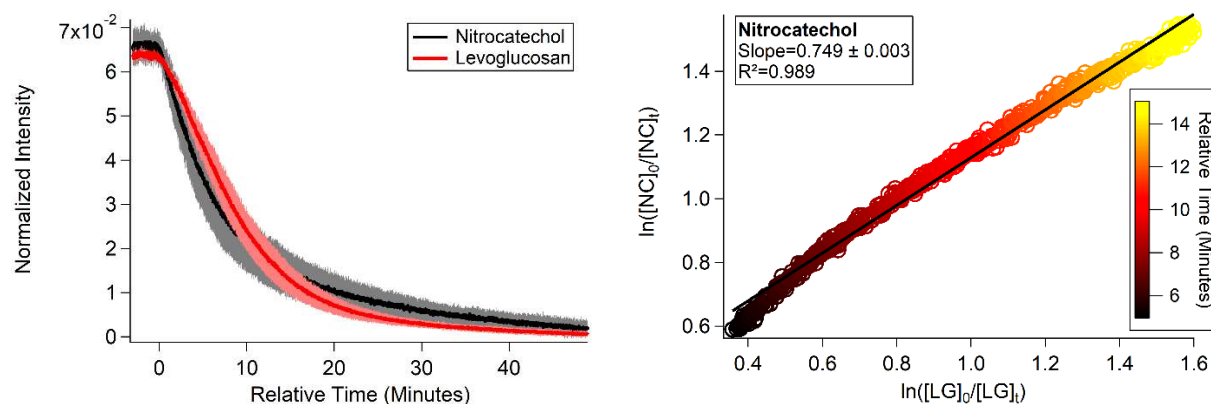 7x10⁻²
6
5
4
3
2
1
0
Normalized Intensity
0
10
20
30
40
Relative Time (Minutes)
Nitrocatechol
Levoglucosan
Nitrocatechol
Slope=0.749 ± 0.003
R²=0.989
1.4
1.2
1.0
0.8
0.6
ln([NC]₀/[NC]ₜ)
0.4
0.6
0.8
1.0
1.2
1.4
1.6
ln([LG]₀/[LG]ₜ)
14
12
10
8
6
Relative Time (Minutes)